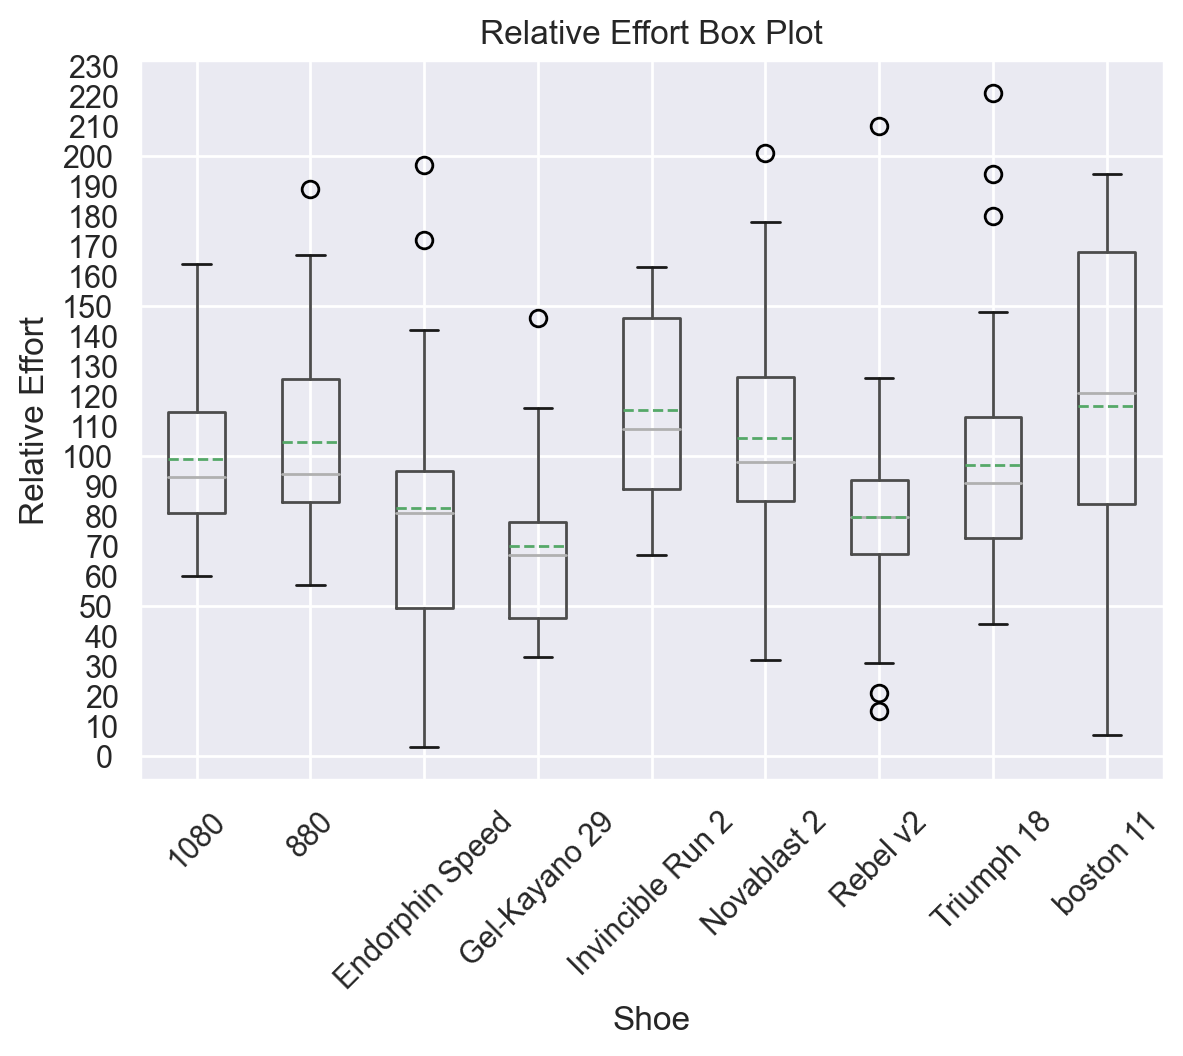 Relative Effort Box Plot
Relative Effort
230
220
210
200
190
180
170
160
150
140
130
120
110
100
90
80
70
60
50
40
30
20
10
0
1080
880
Endorphin Speed
Gel-Kayano 29
Invincible Run 2
Novablast 2
Rebel v2
Triumph 18
boston 11
Shoe